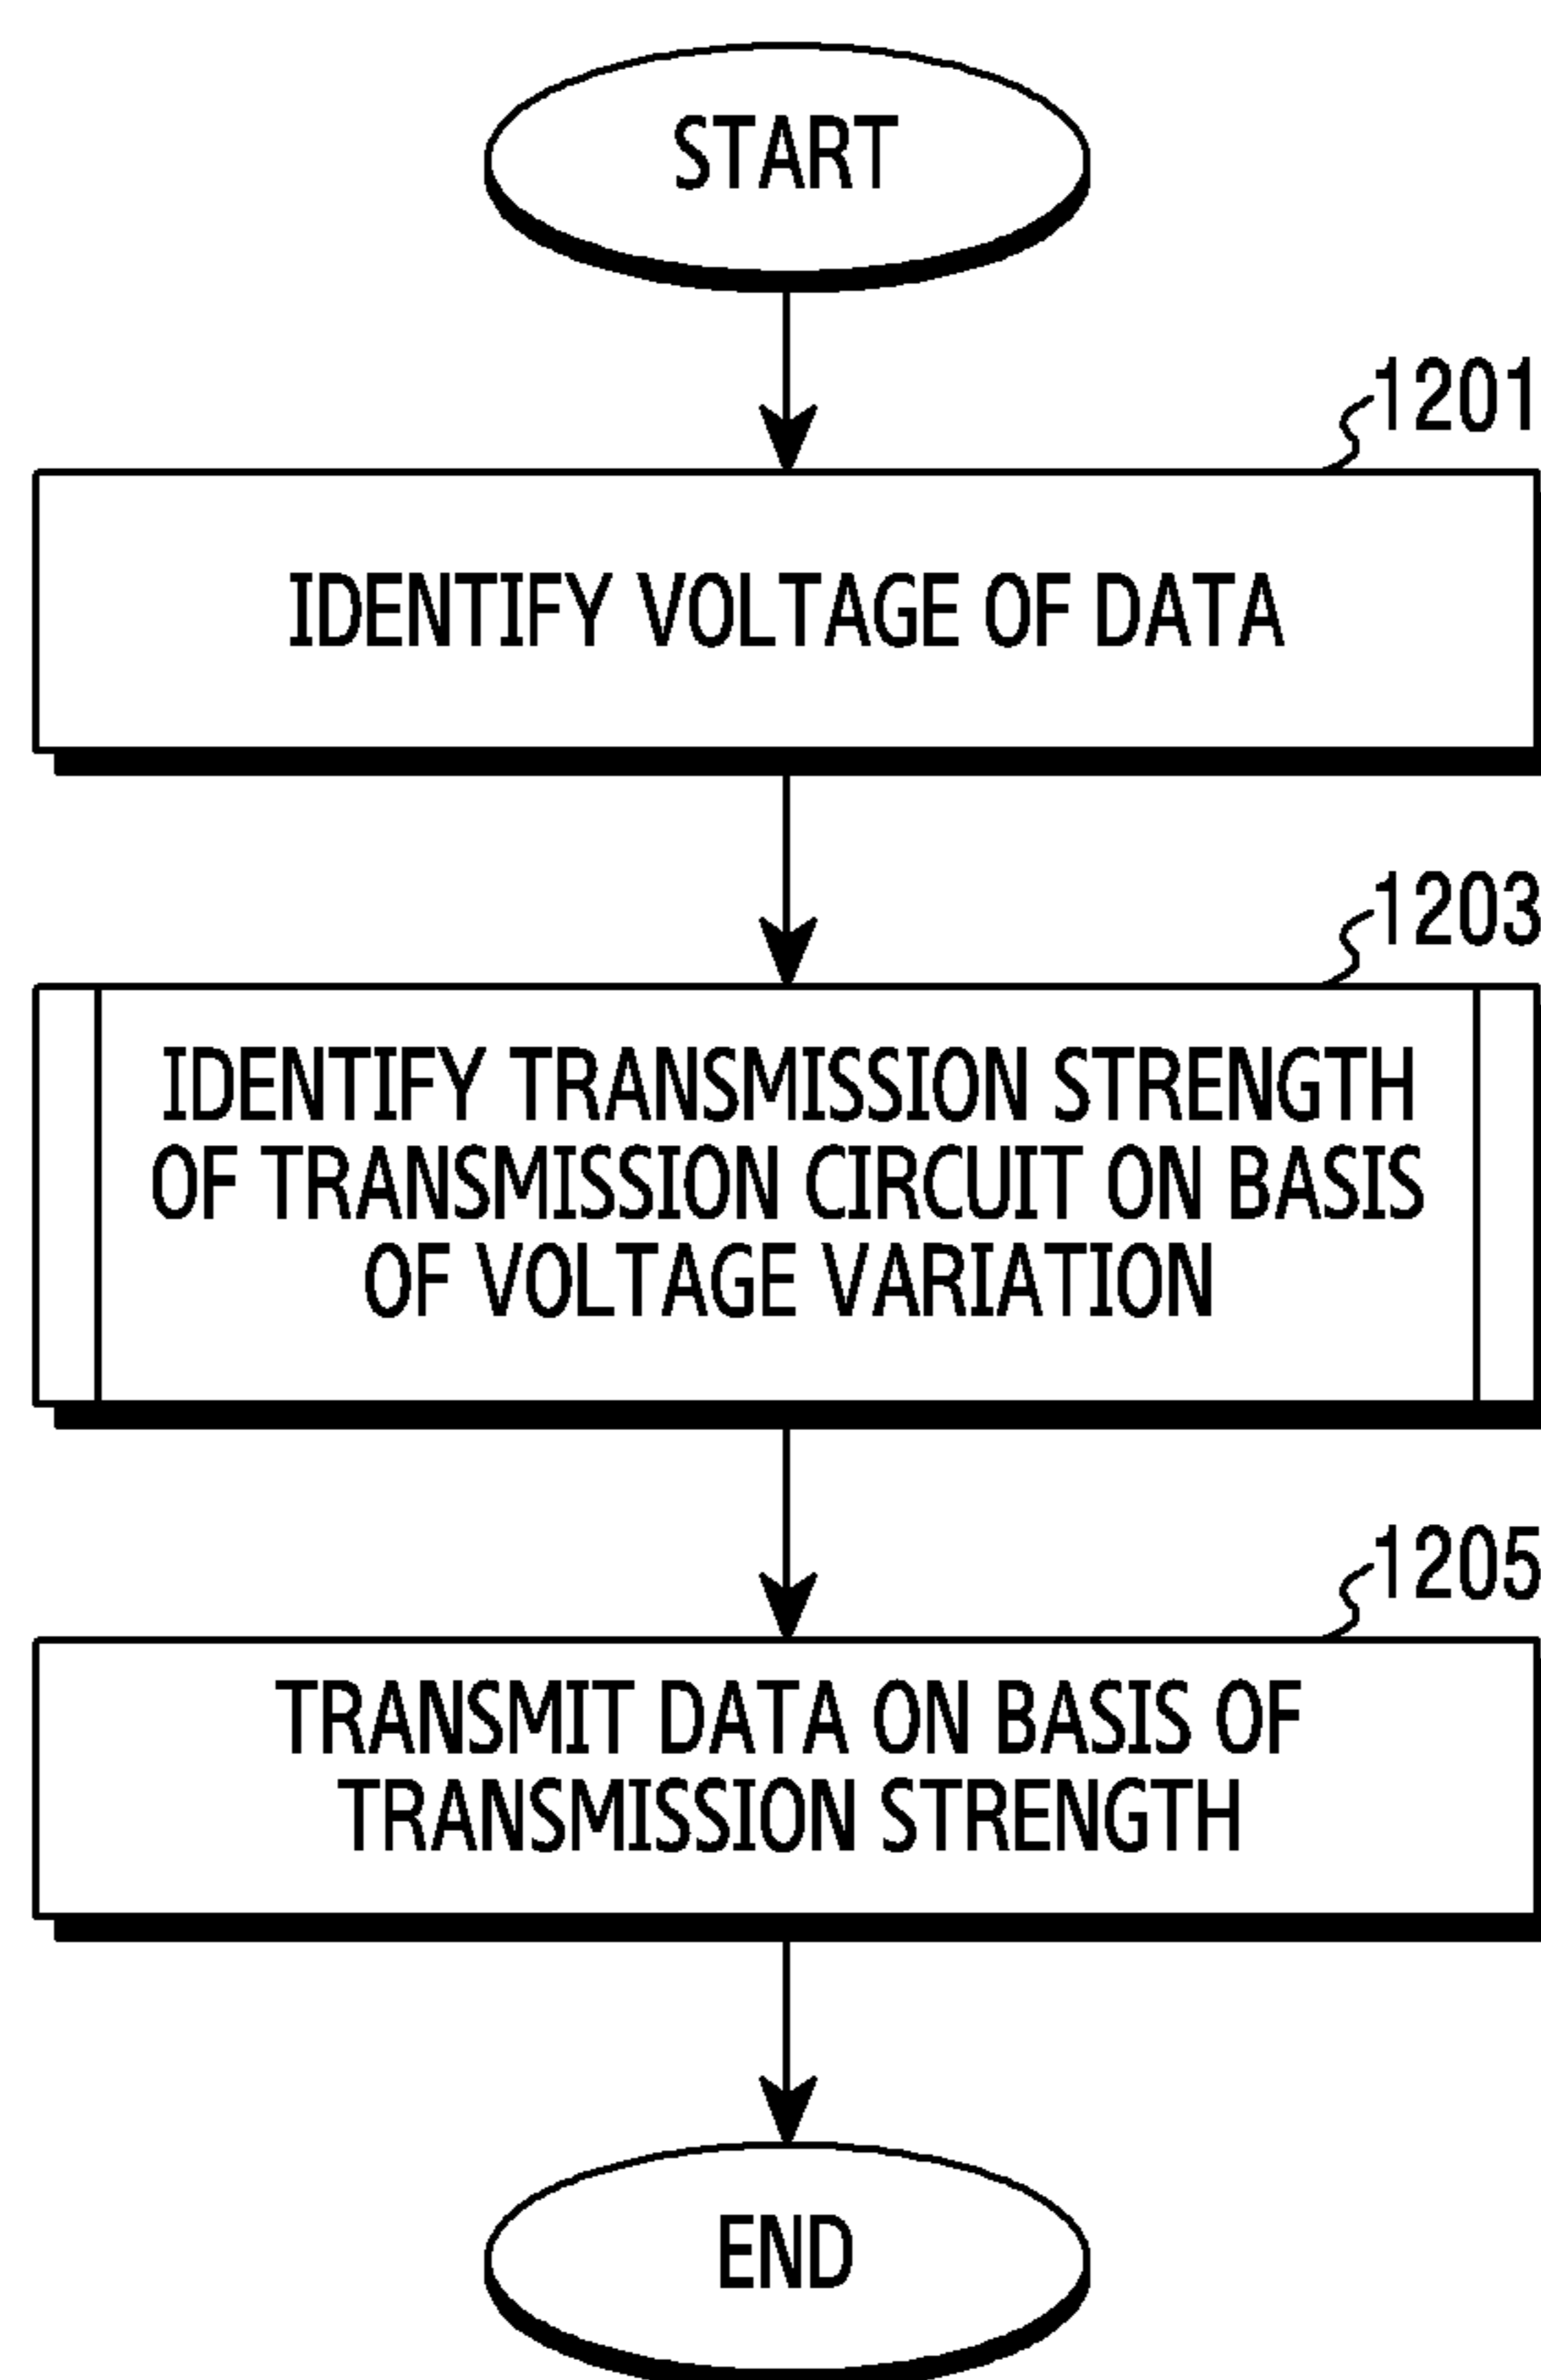 START
1201
IDENTIFY VOLTAGE OF DATA
1203
IDENTIFY TRANSMISSION STRENGTH
OF TRANSMISSION CIRCUIT ON BASIS
OF VOLTAGE VARIATION
1205
TRANSMIT DATA ON BASIS OF
TRANSMISSION STRENGTH
END